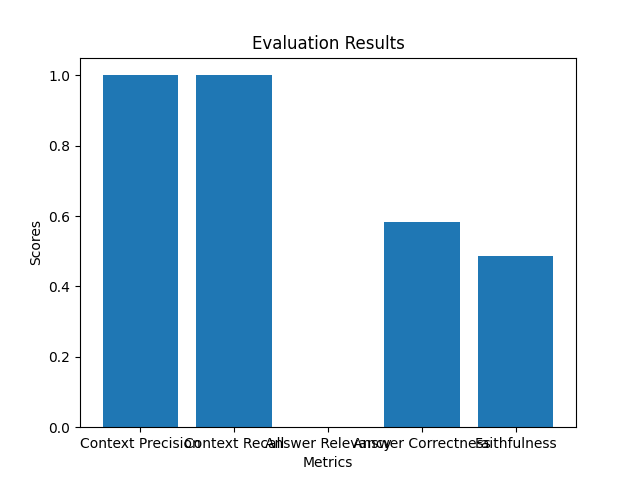 Evaluation Results
1.0
0.8
0.6
0.4
0.2
0.0
Scores
Context Precision Context Recall Answer Relevancy Answer Correctness Faithfulness
Metrics